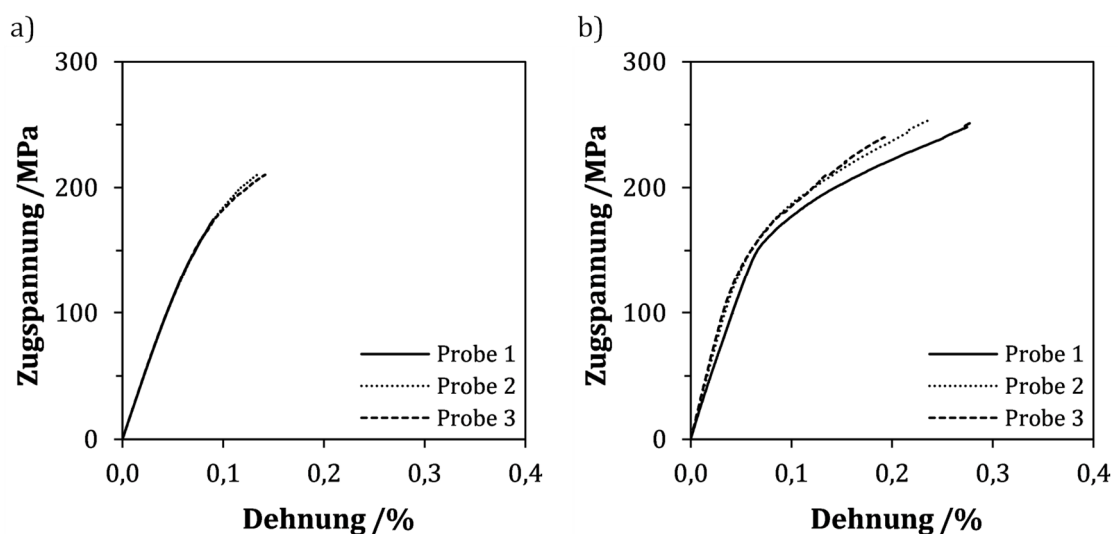 a)
Zugspannung /MPa
300
200
100
0
0,0 0,1 0,2 0,3 0,4
Dehnung /%
Probe 1
Probe 2
Probe 3
b)
Zugspannung /MPa
300
200
100
0
0,0 0,1 0,2 0,3 0,4
Dehnung /%
Probe 1
Probe 2
Probe 3